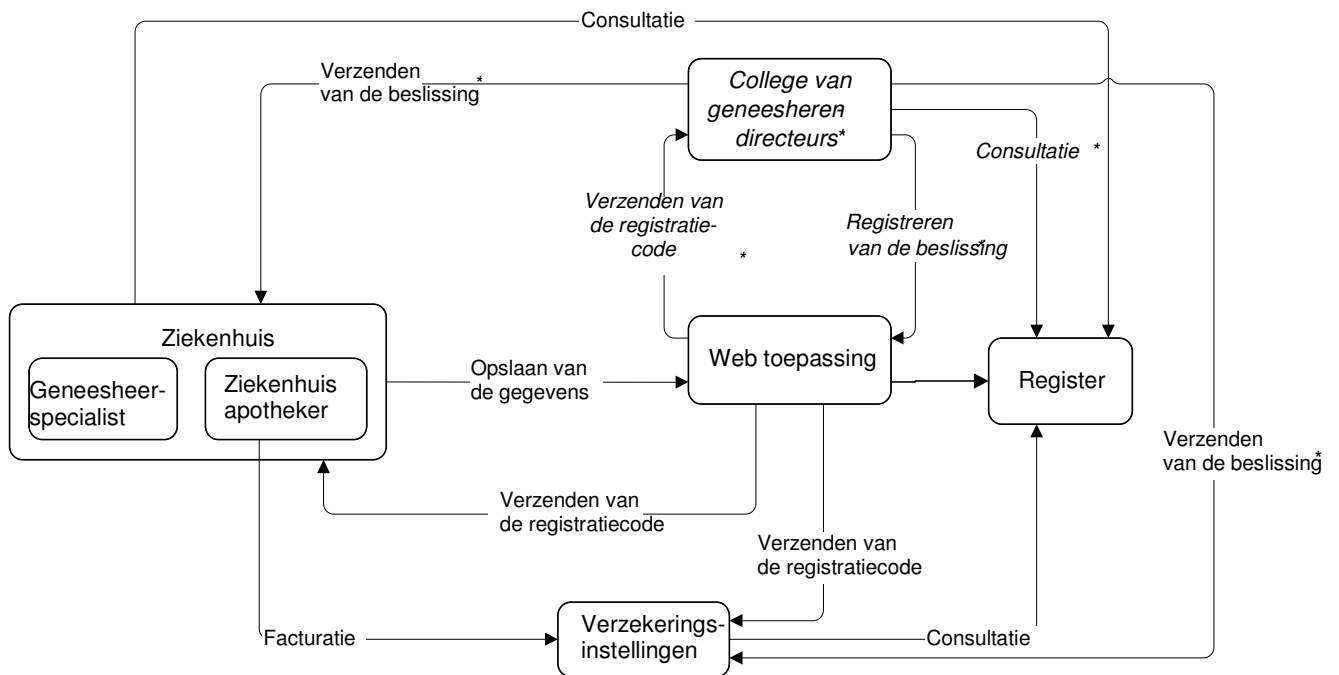 Consultatie
Verzenden
van de beslissing*
College van
geneesheren-
directeurs*
Consultatie *
Verzenden van
de registratie-
code *
Registreren
van de beslissing*
Ziekenhuis
Geneesheer-
specialist
Ziekenhuis
apotheker
Opslaan van
de gegevens
Web toepassing
Register
Verzenden
van de beslissing*
Verzenden van
de registratiecode
Verzenden van
de registratiecode
Facturatie
Verzekerings-
instellingen
Consultatie